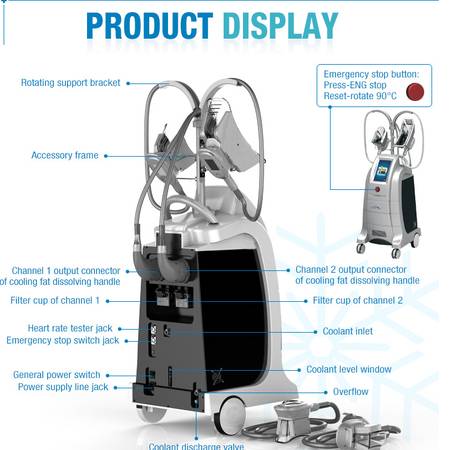 PRODUCT DISPLAY
Rotating support bracket
Emergency stop button:
Press-ENG stop
Reset-rotate 90°C
Accessory frame
Channel 1 output connector
of cooling fat dissolving handle
Channel 2 output connector
of cooling fat dissolving handle
Filter cup of channel 1
Filter cup of channel 2
Heart rate tester jack
Emergency stop switch jack
Coolant inlet
General power switch
Power supply line jack
Coolant level window
Overflow
Coolant discharge valve